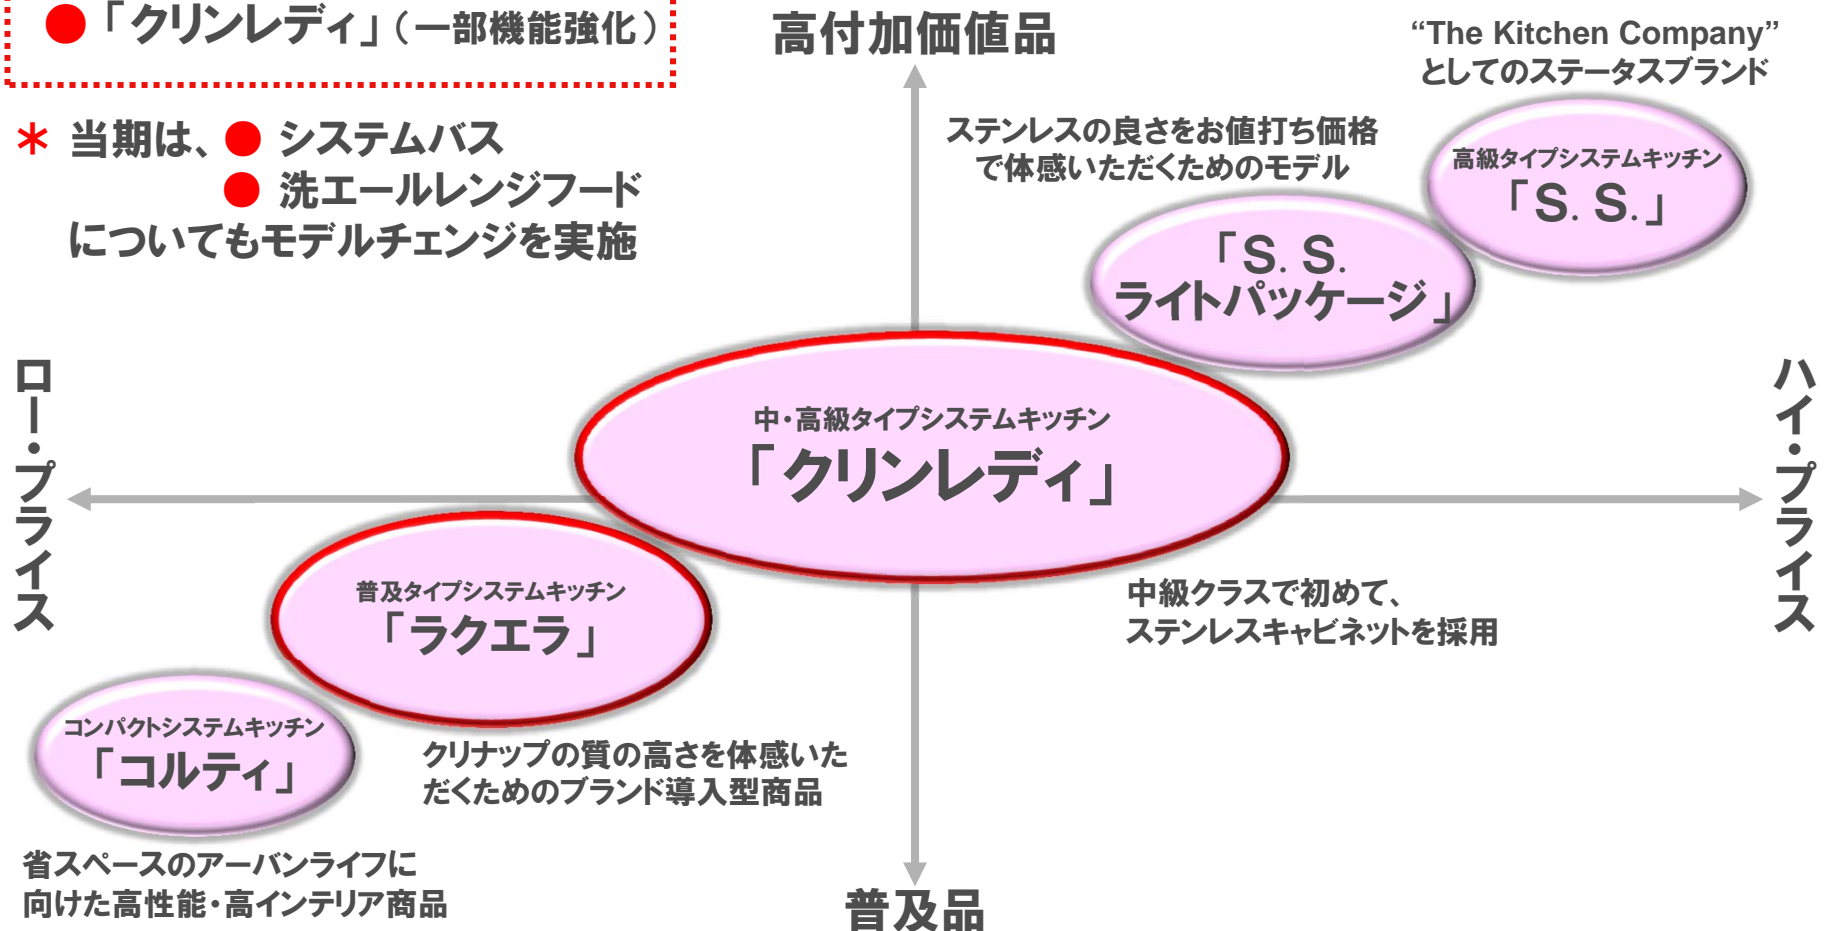 ●「クリンレディ」（一部機能強化）
＊ 当期は、● システムバス
● 洗エールレンジフード
についてもモデルチェンジを実施
高付加価値品
“The Kitchen Company”
としてのステータスブランド
ステンレスの良さをお値打ち価格
で体感いただくためのモデル
高級タイプシステムキッチン
「S. S.」
「S. S.
ライトパッケージ」
ロー・プライス
ハイ・プライス
中・高級タイプシステムキッチン
「クリンレディ」
中級クラスで初めて、
ステンレスキャビネットを採用
普及タイプシステムキッチン
「ラクエラ」
クリナップの質の高さを体感いた
だくためのブランド導入型商品
コンパクトシステムキッチン
「コルティ」
省スペースのアーバンライフに
向けた高性能・高インテリア商品
普及品